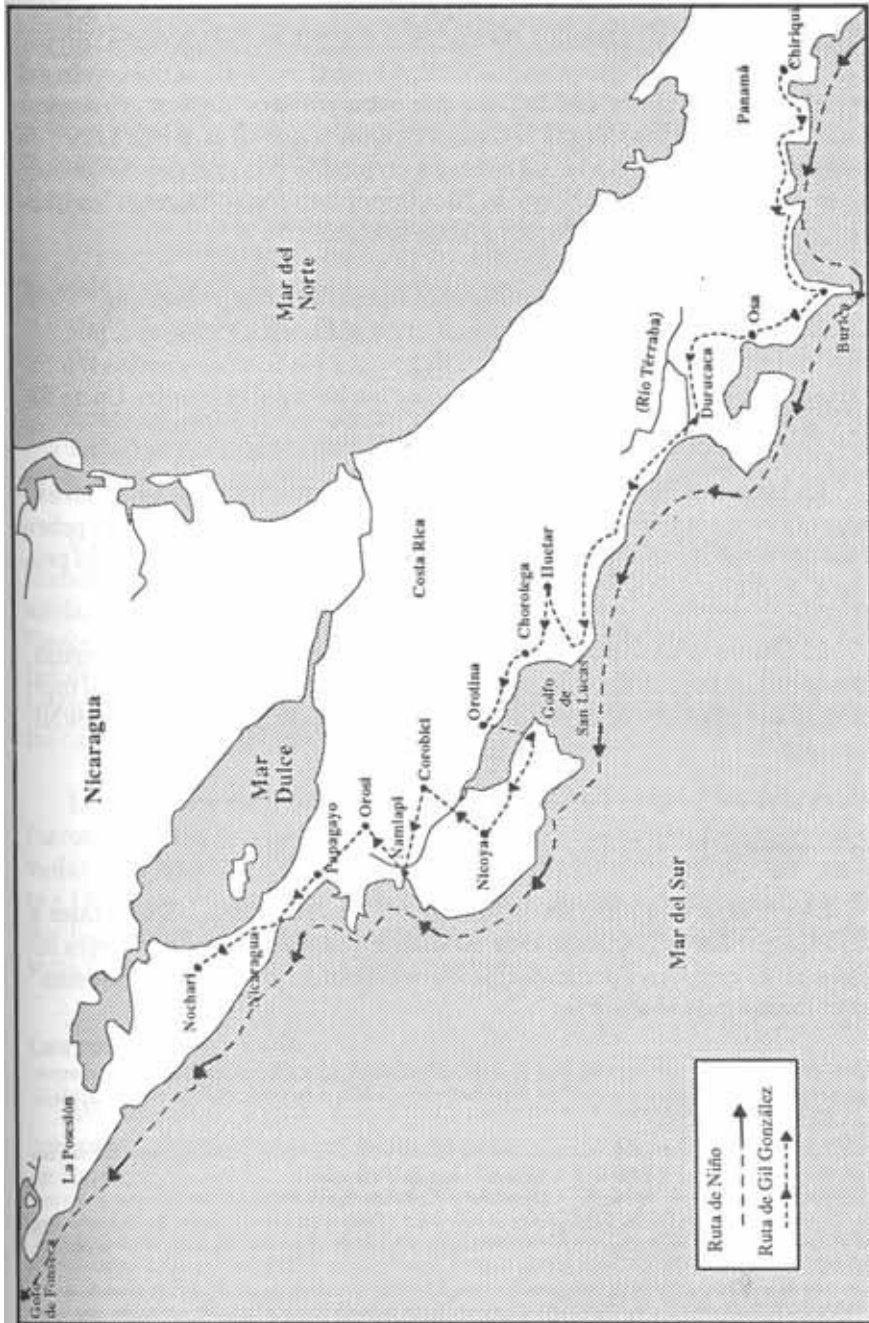 Golfo
de Fonseca
La Posesión
Nicaragua
Mar del
Norte
Mar
Dulce
Nochari
Nicaragua
Papagayo
Orosi
Namiapi
Corobici
Nicoya
Orotina
Chorotega
Huetar
Costa Rica
Golfo
de
San Lucas
(Río Térraba)
Durucaca
Osa
Burica
Panamá
Chiriquí
Mar del Sur
Ruta de Niño
Ruta de Gil González